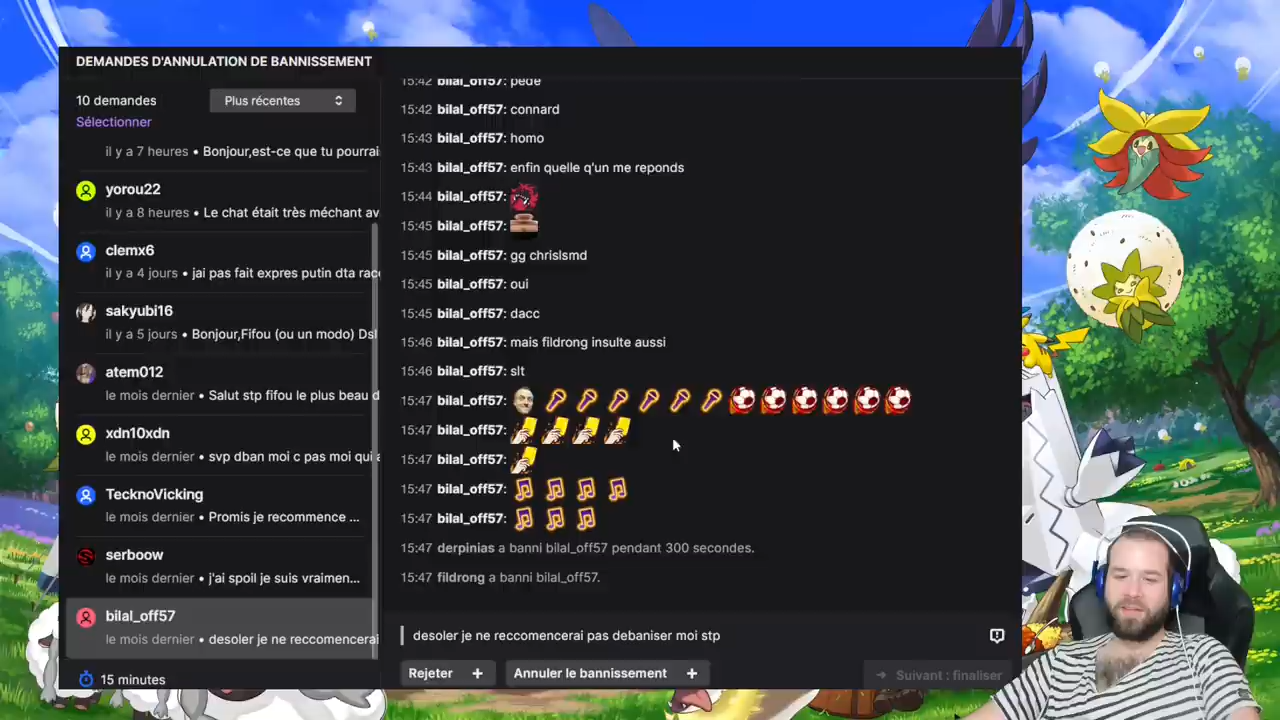 DEMANDES D'ANNULATION DE BANNISSEMENT
10 demandes
Plus récentes
Sélectionner
il y a 7 heures • Bonjour,est-ce que tu pourrai
yorou22
il y a 8 heures • Le chat était très méchant av
clemx6
il y a 4 jours • jai pas fait expres putin dta raco
sakyubi16
il y a 5 jours • Bonjour,Fifou (ou un modo) Dsl
atem012
le mois dernier • Salut stp fifou le plus beau d
xdn10xdn
le mois dernier • svp dban moi c pas moi qui a
TecknoVicking
le mois dernier • Promis je recommence ...
serboow
le mois dernier • j'ai spoil je suis vraimen...
bilal_off57
le mois dernier • desoler je ne reccomencerai
15 minutes
15:42 bilal_off57: pede
15:42 bilal_off57: connard
15:43 bilal_off57: homo
15:43 bilal_off57: enfin quelle q'un me reponds
15:44 bilal_off57:
15:45 bilal_off57:
15:45 bilal_off57: gg chrislsmd
15:45 bilal_off57: oui
15:45 bilal_off57: dacc
15:46 bilal_off57: mais fildrong insulte aussi
15:46 bilal_off57: slt
15:47 bilal_off57:
15:47 bilal_off57:
15:47 bilal_off57:
15:47 bilal_off57:
15:47 bilal_off57:
15:47 derpinias a banni bilal_off57 pendant 300 secondes.
15:47 fildrong a banni bilal_off57.
desoler je ne reccomencerai pas debaniser moi stp
Rejeter +
Annuler le bannissement +
→ Suivant : finaliser